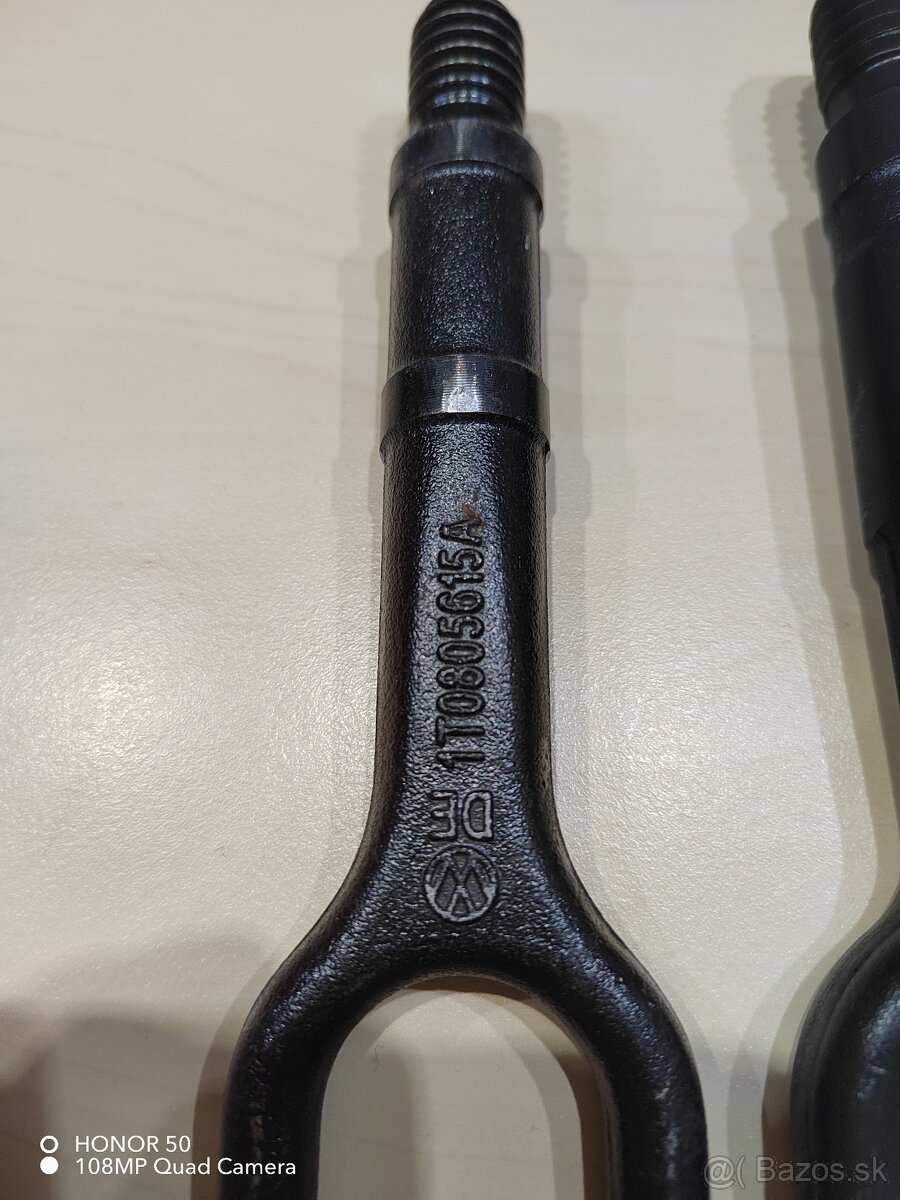 1T0805615A
DE
HONOR 50
108MP Quad Camera
@( Bazos.sk